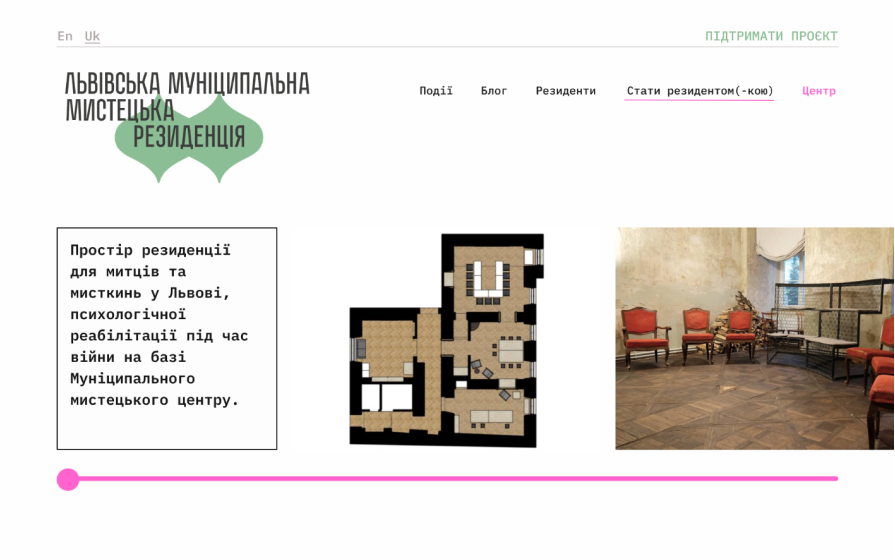 En Uk
ПІДТРИМАТИ ПРОЄКТ
ЛЬВІВСЬКА МУНІЦИПАЛЬНА
МИСТЕЦЬКА
РЕЗИДЕНЦІЯ
Події Блог Резиденти Стати резидентом(-кою) Центр
Простір резиденції
для митців та
мисткинь у Львові,
психологічної
реабілітації під час
війни на базі
Муніципального
мистецького центру.